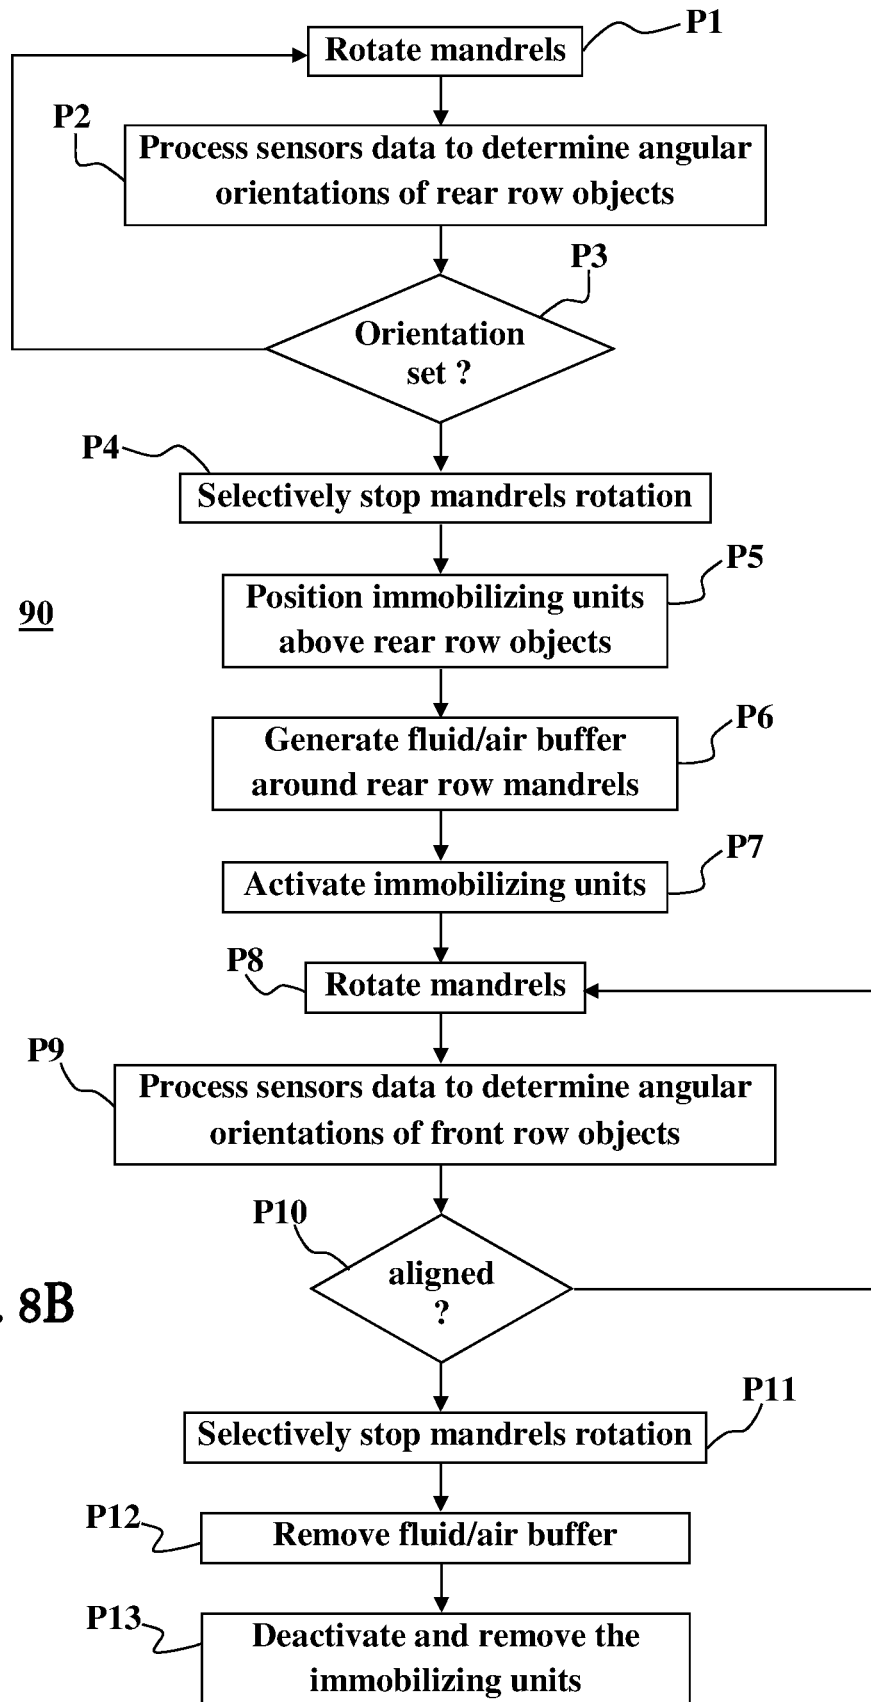 P1
Rotate mandrels
P2
Process sensors data to determine angular
orientations of rear row objects
P3
Orientation
set ?
P4
Selectively stop mandrels rotation
P5
Position immobilizing units
above rear row objects
90
P6
Generate fluid/air buffer
around rear row mandrels
P7
Activate immobilizing units
P8
Rotate mandrels
P9
Process sensors data to determine angular
orientations of front row objects
P10
aligned
?
. 8B
P11
Selectively stop mandrels rotation
P12
Remove fluid/air buffer
P13
Deactivate and remove the
immobilizing units